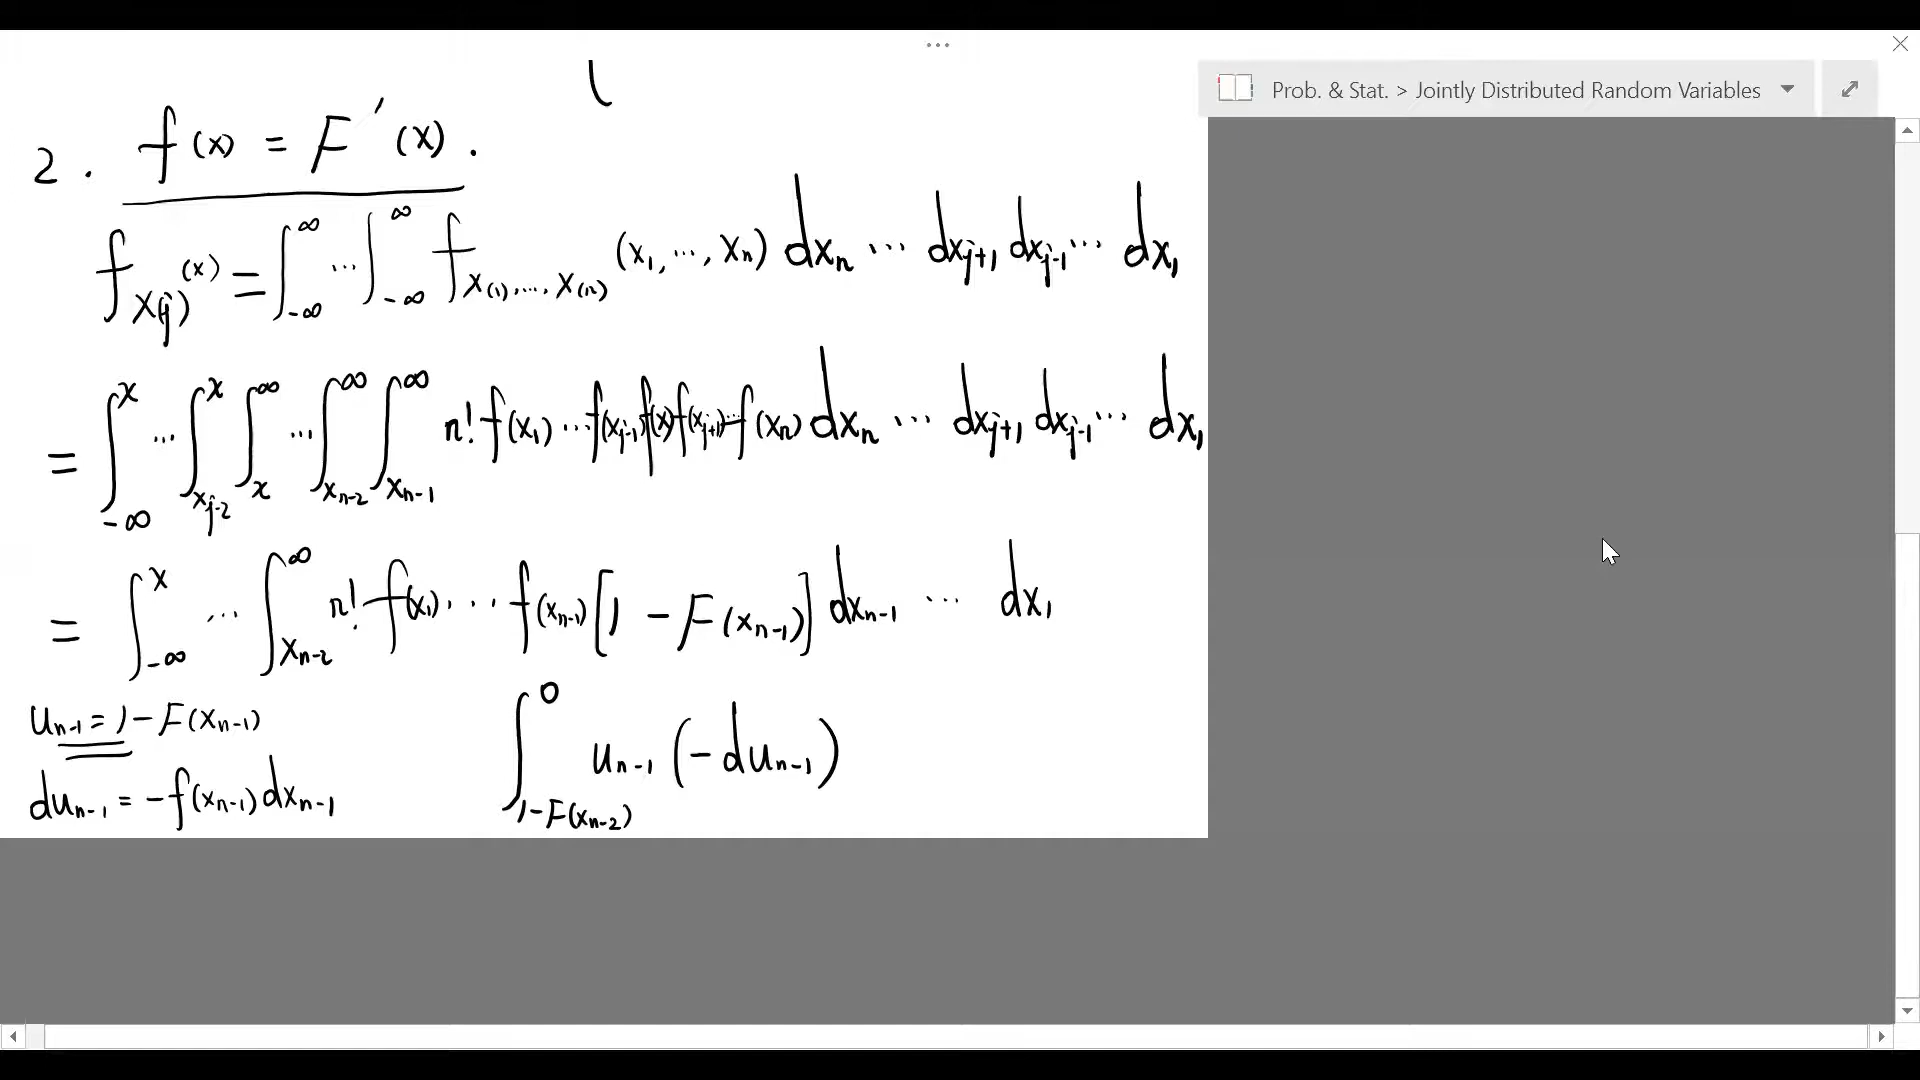 Prob. & Stat. > Jointly Distributed Random Variables
2. f(x) = F′(x).
f_{X_{(j)}}(x) = ∫_{-∞}^{∞} ⋯ ∫_{-∞}^{∞} f_{X_{(1)}, ⋯, X_{(n)}} (x_1, ⋯, x_n) dx_n ⋯ dx_{j+1} dx_{j-1} ⋯ dx_1
= ∫_{-∞}^{x} ⋯ ∫_{x_{j-2}}^{x} ∫_{x}^{∞} ⋯ ∫_{x_{n-2}}^{∞} ∫_{x_{n-1}}^{∞} n! f(x_1) ⋯ f(x_{j-1}) f(x) f(x_{j+1}) ⋯ f(x_n) dx_n ⋯ dx_{j+1} dx_{j-1} ⋯ dx_1
= ∫_{-∞}^{x} ⋯ ∫_{x_{n-2}}^{∞} n! f(x_1) ⋯ f(x_{n-1}) [1 - F(x_{n-1})] dx_{n-1} ⋯ dx_1
u_{n-1} = 1 - F(x_{n-1})
du_{n-1} = -f(x_{n-1}) dx_{n-1}
∫_{1-F(x_{n-2})}^{0} u_{n-1} (-du_{n-1})